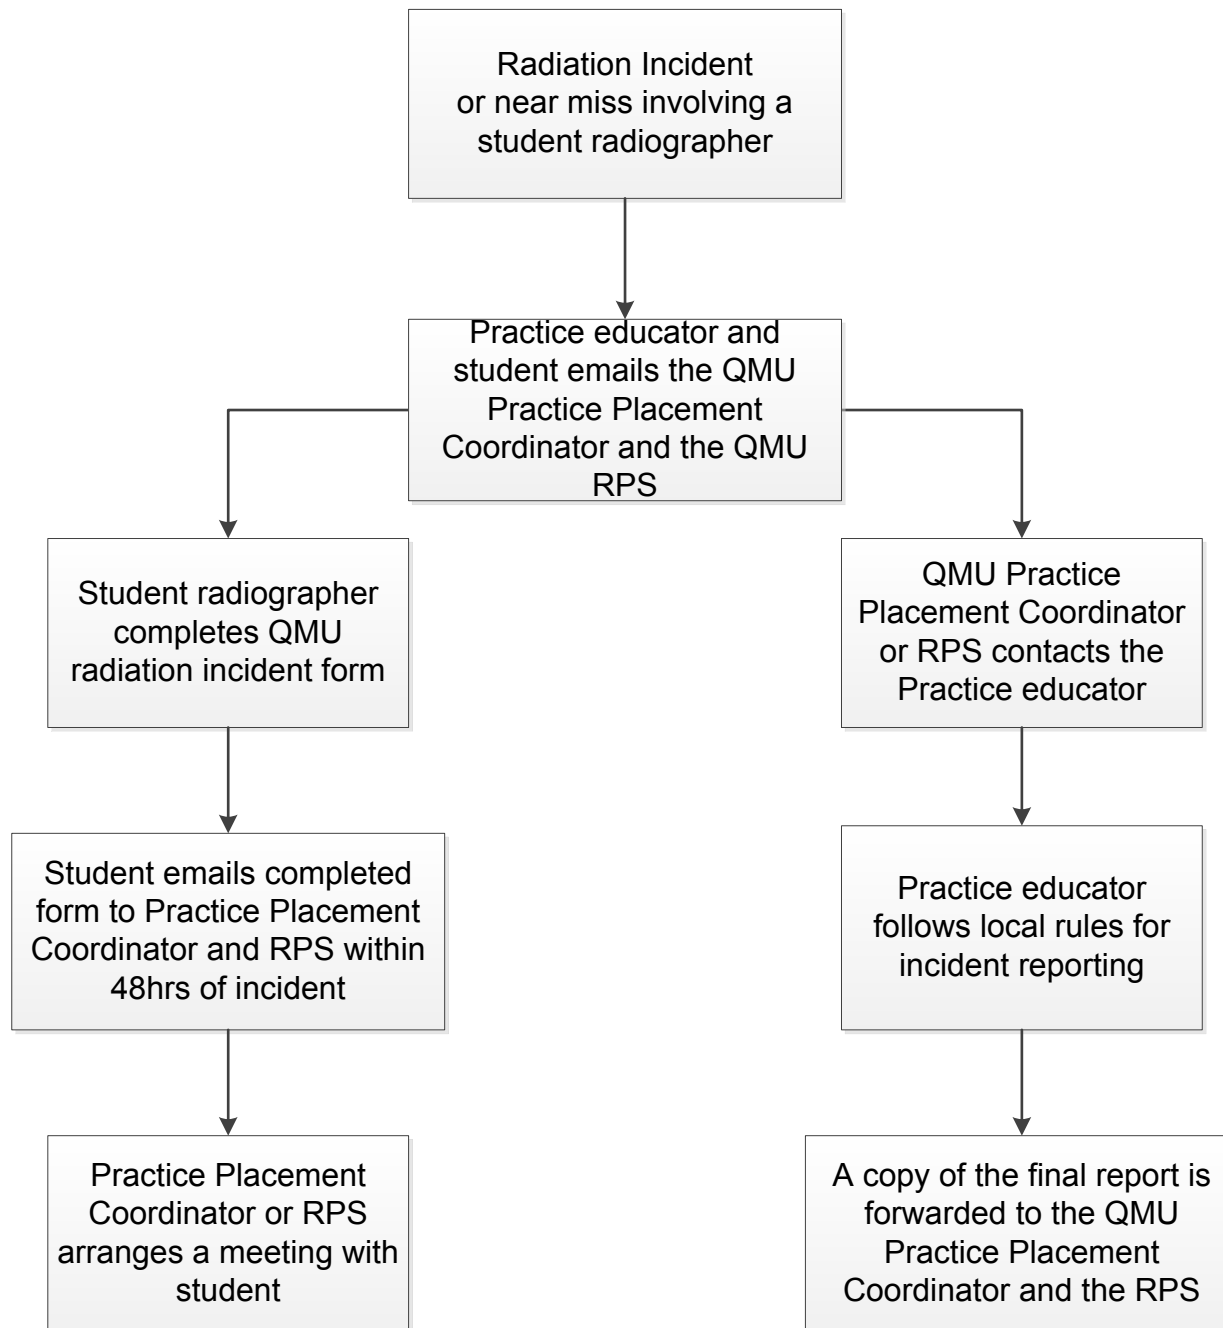 Radiation Incident
or near miss involving a
student radiographer
Practice educator and
student emails the QMU
Practice Placement
Coordinator and the QMU
RPS
Student radiographer
completes QMU
radiation incident form
QMU Practice
Placement Coordinator
or RPS contacts the
Practice educator
Student emails completed
form to Practice Placement
Coordinator and RPS within
48hrs of incident
Practice educator
follows local rules for
incident reporting
Practice Placement
Coordinator or RPS
arranges a meeting with
student
A copy of the final report is
forwarded to the QMU
Practice Placement
Coordinator and the RPS